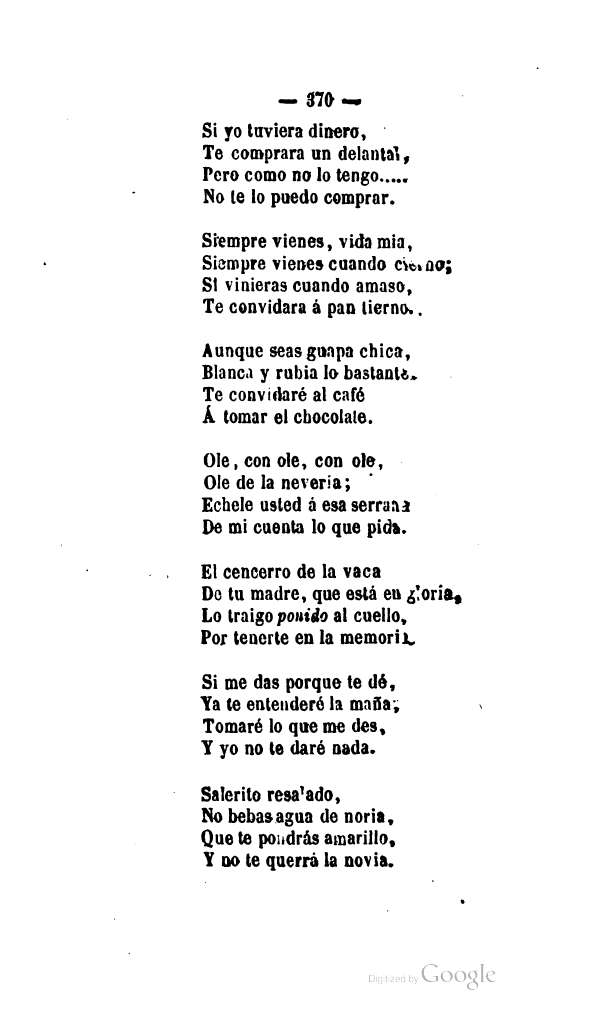 — 370 —
Si yo tuviera dinero,
Te comprara un delantal,
Pero como no lo tengo.....
No te lo puedo comprar.
Siempre vienes, vida mia,
Siempre vienes cuando cierno;
Si vinieras cuando amaso,
Te convidara á pan tierno..
Aunque seas guapa chica,
Blanca y rubia lo bastante.
Te convidaré al café
Á tomar el chocolate.
Ole, con ole, con ole,
Ole de la neveria;
Echele usted á esa serrana
De mi cuenta lo que pida.
El cencerro de la vaca
De tu madre, que está en gloria,
Lo traigo ponido al cuello,
Por tenerte en la memoria.
Si me das porque te dé,
Ya te entenderé la maña;
Tomaré lo que me des,
Y yo no te daré nada.
Salerito resalado,
No bebas agua de noria,
Que te pondrás amarillo,
Y no te querrá la novia.
Digitized by Google